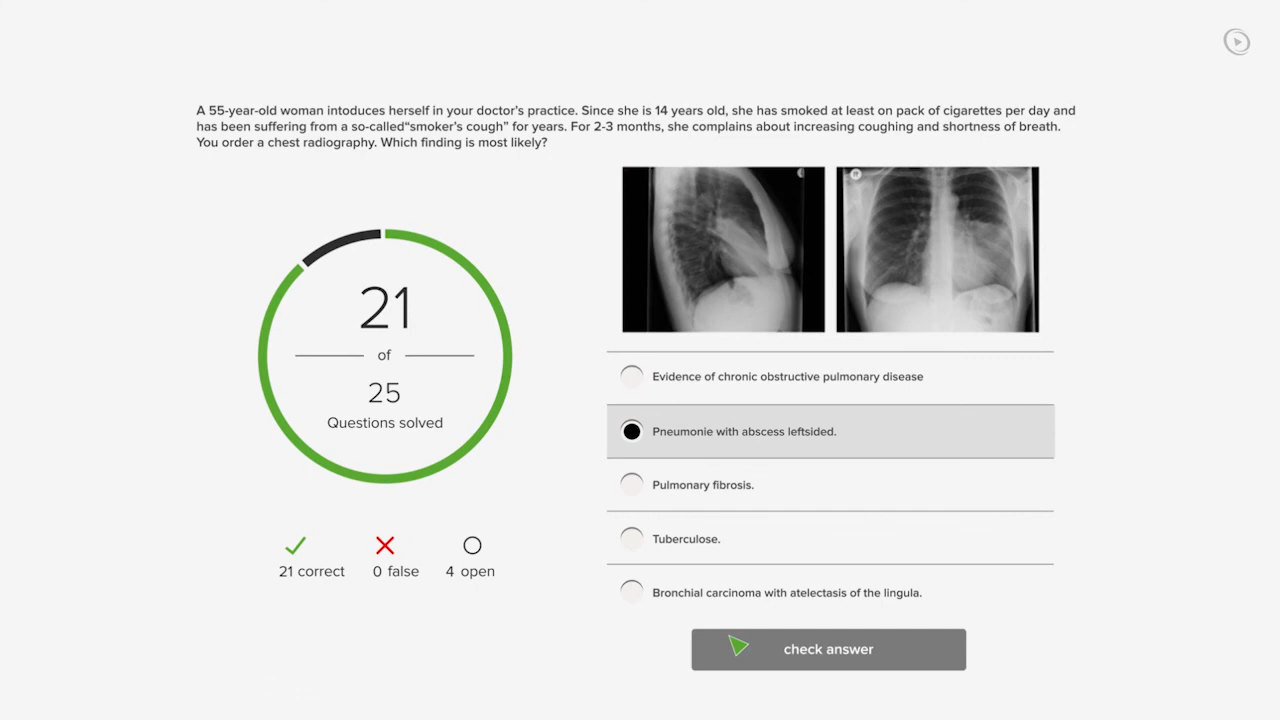 A 55-year-old woman intoduces herself in your doctor's practice. Since she is 14 years old, she has smoked at least on pack of cigarettes per day and
has been suffering from a so-called“smoker's cough” for years. For 2-3 months, she complains about increasing coughing and shortness of breath.
You order a chest radiography. Which finding is most likely?
21
of
25
Questions solved
21 correct
0 false
4 open
Evidence of chronic obstructive pulmonary disease
Pneumonie with abscess leftsided.
Pulmonary fibrosis.
Tuberculose.
Bronchial carcinoma with atelectasis of the lingula.
check answer